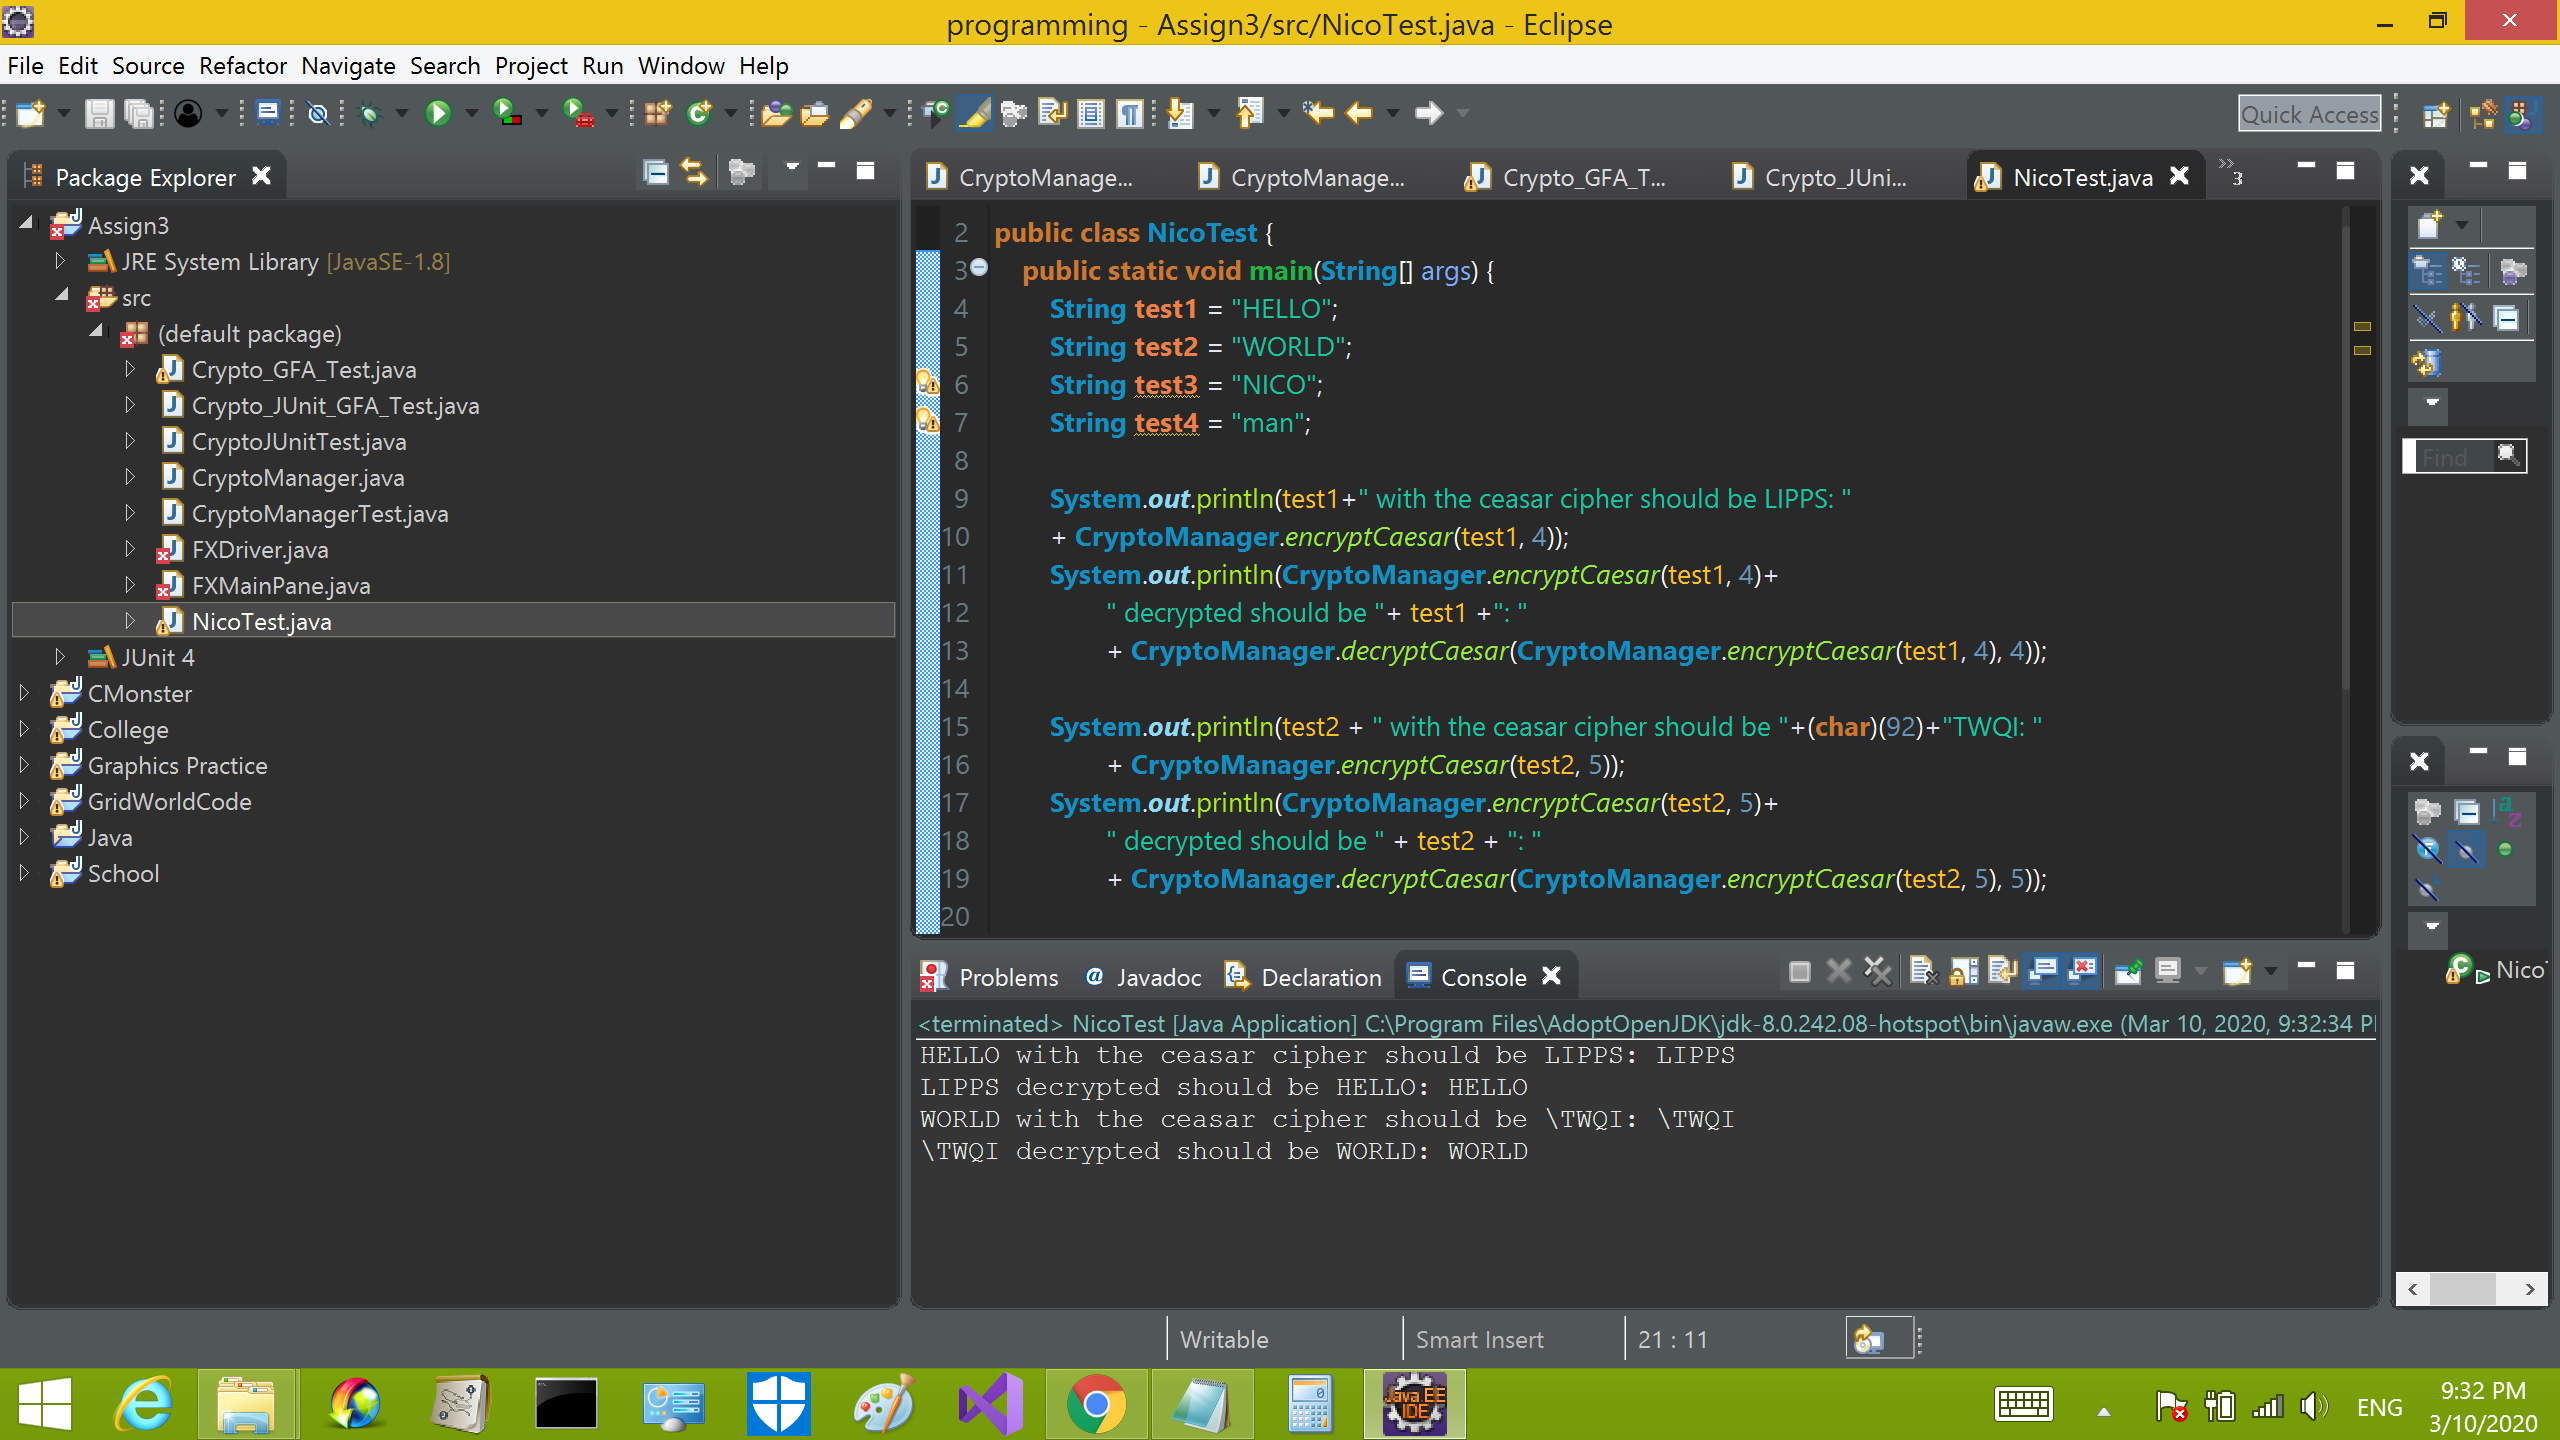 programming - Assign3/src/NicoTest.java - Eclipse
File Edit Source Refactor Navigate Search Project Run Window Help
Quick Access
Package Explorer
Assign3
JRE System Library [JavaSE-1.8]
src
(default package)
Crypto_GFA_Test.java
Crypto_JUnit_GFA_Test.java
CryptoJUnitTest.java
CryptoManager.java
CryptoManagerTest.java
FXDriver.java
FXMainPane.java
NicoTest.java
JUnit 4
CMonster
College
Graphics Practice
GridWorldCode
Java
School
CryptoManage... CryptoManage... Crypto_GFA_T... Crypto_JUni... NicoTest.java 3
2 public class NicoTest {
3 public static void main(String[] args) {
4 String test1 = "HELLO";
5 String test2 = "WORLD";
6 String test3 = "NICO";
7 String test4 = "man";
8
9 System.out.println(test1+" with the ceasar cipher should be LIPPS: "
10 + CryptoManager.encryptCaesar(test1, 4));
11 System.out.println(CryptoManager.encryptCaesar(test1, 4)+
12 " decrypted should be "+ test1 +": "
13 + CryptoManager.decryptCaesar(CryptoManager.encryptCaesar(test1, 4), 4));
14
15 System.out.println(test2 + " with the ceasar cipher should be "+(char)(92)+"TWQI: "
16 + CryptoManager.encryptCaesar(test2, 5));
17 System.out.println(CryptoManager.encryptCaesar(test2, 5)+
18 " decrypted should be " + test2 + ": "
19 + CryptoManager.decryptCaesar(CryptoManager.encryptCaesar(test2, 5), 5));
20
Find
Nico
Problems @ Javadoc Declaration Console
<terminated> NicoTest [Java Application] C:\Program Files\AdoptOpenJDK\jdk-8.0.242.08-hotspot\bin\javaw.exe (Mar 10, 2020, 9:32:34 P
HELLO with the ceasar cipher should be LIPPS: LIPPS
LIPPS decrypted should be HELLO: HELLO
WORLD with the ceasar cipher should be \TWQI: \TWQI
\TWQI decrypted should be WORLD: WORLD
Writable Smart Insert 21 : 11
Java EE
IDE
ENG
9:32 PM
3/10/2020